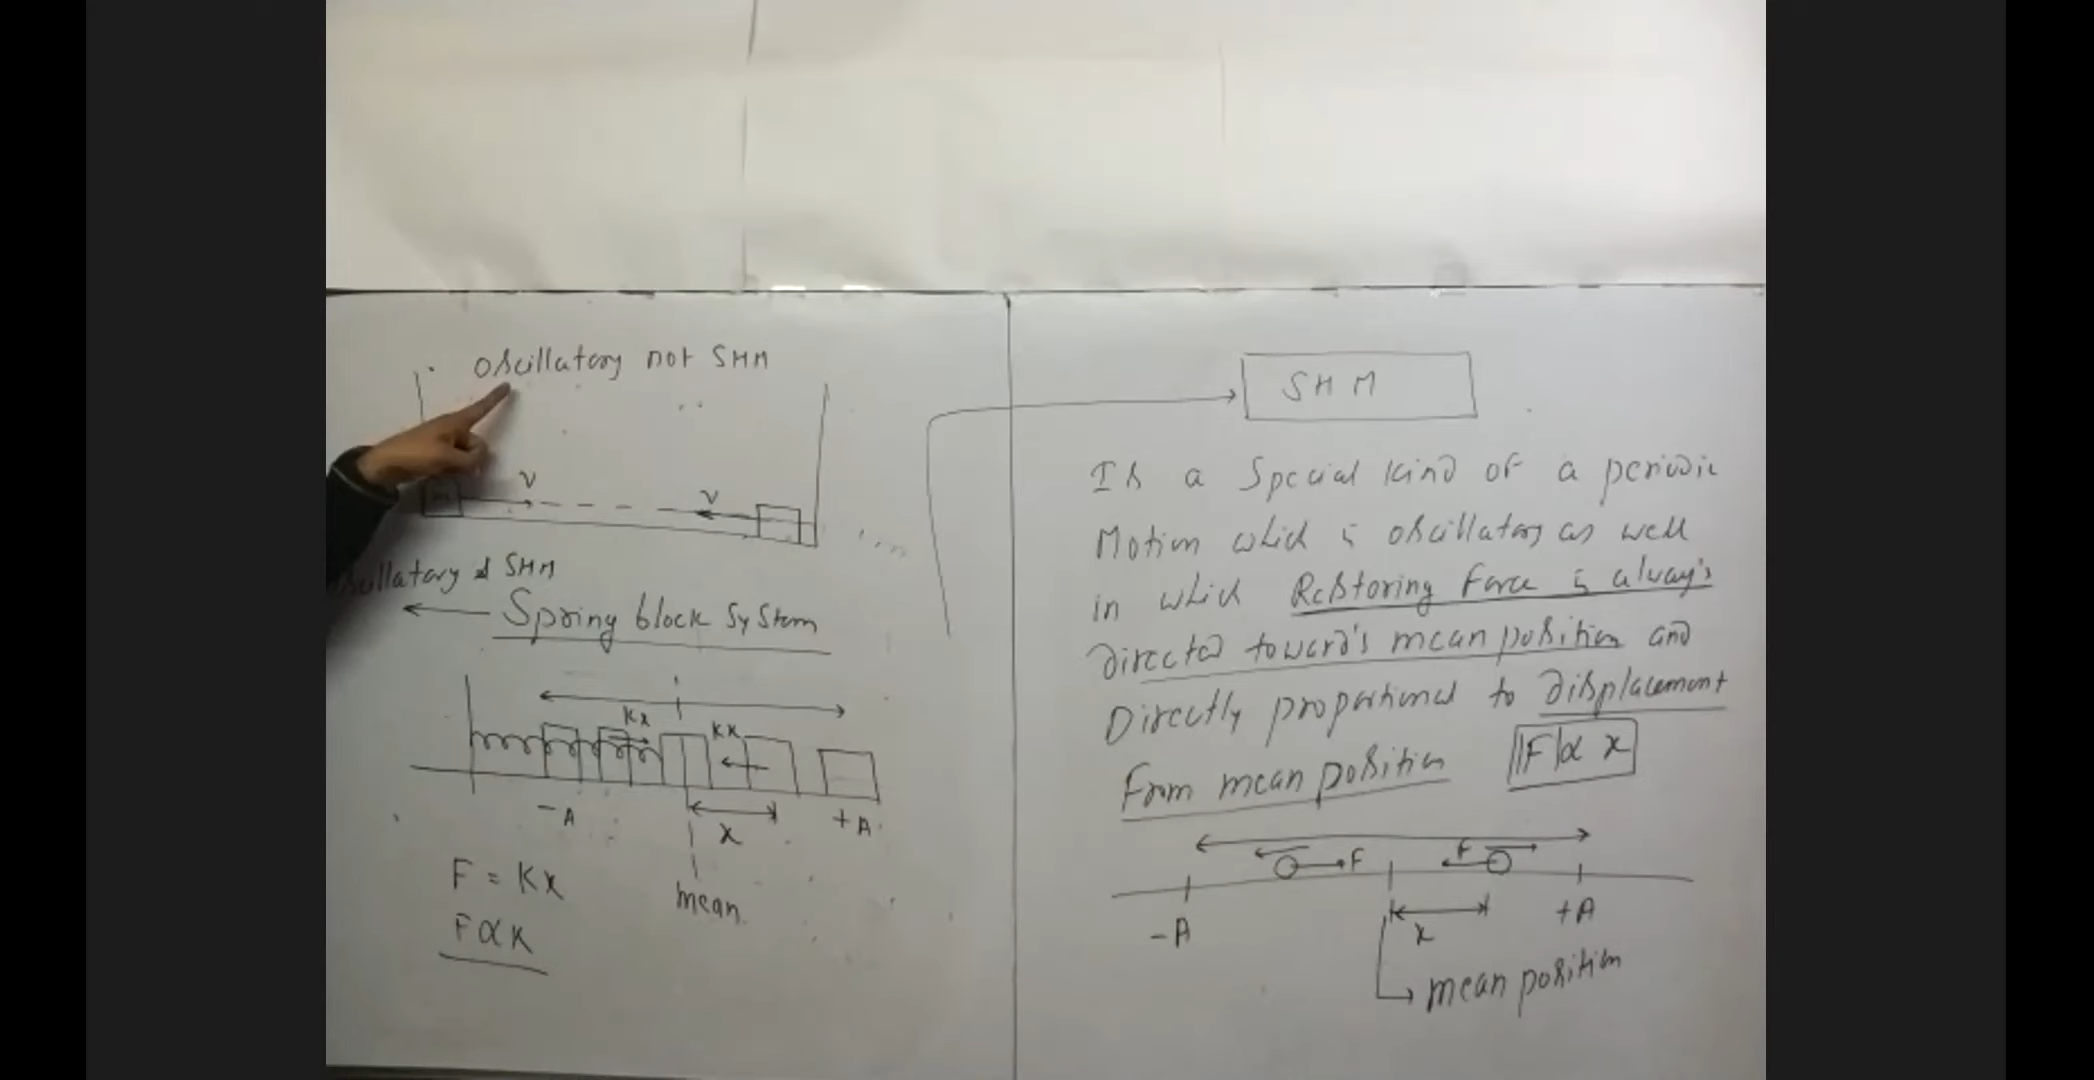 Oscillatory not SHM
m
v
v
Oscillatory & SHM
Spring block System
Kx
Kx
-A
x
+A
mean
F = Kx
F α K
SHM
Is a Special Kind of a periodic
Motion which is oscillatory as well
in which Restoring Force is alway's
directed toward's mean position and
Directly proportional to displacement
From mean position |F| α x
F
F
-A
x
+A
mean position